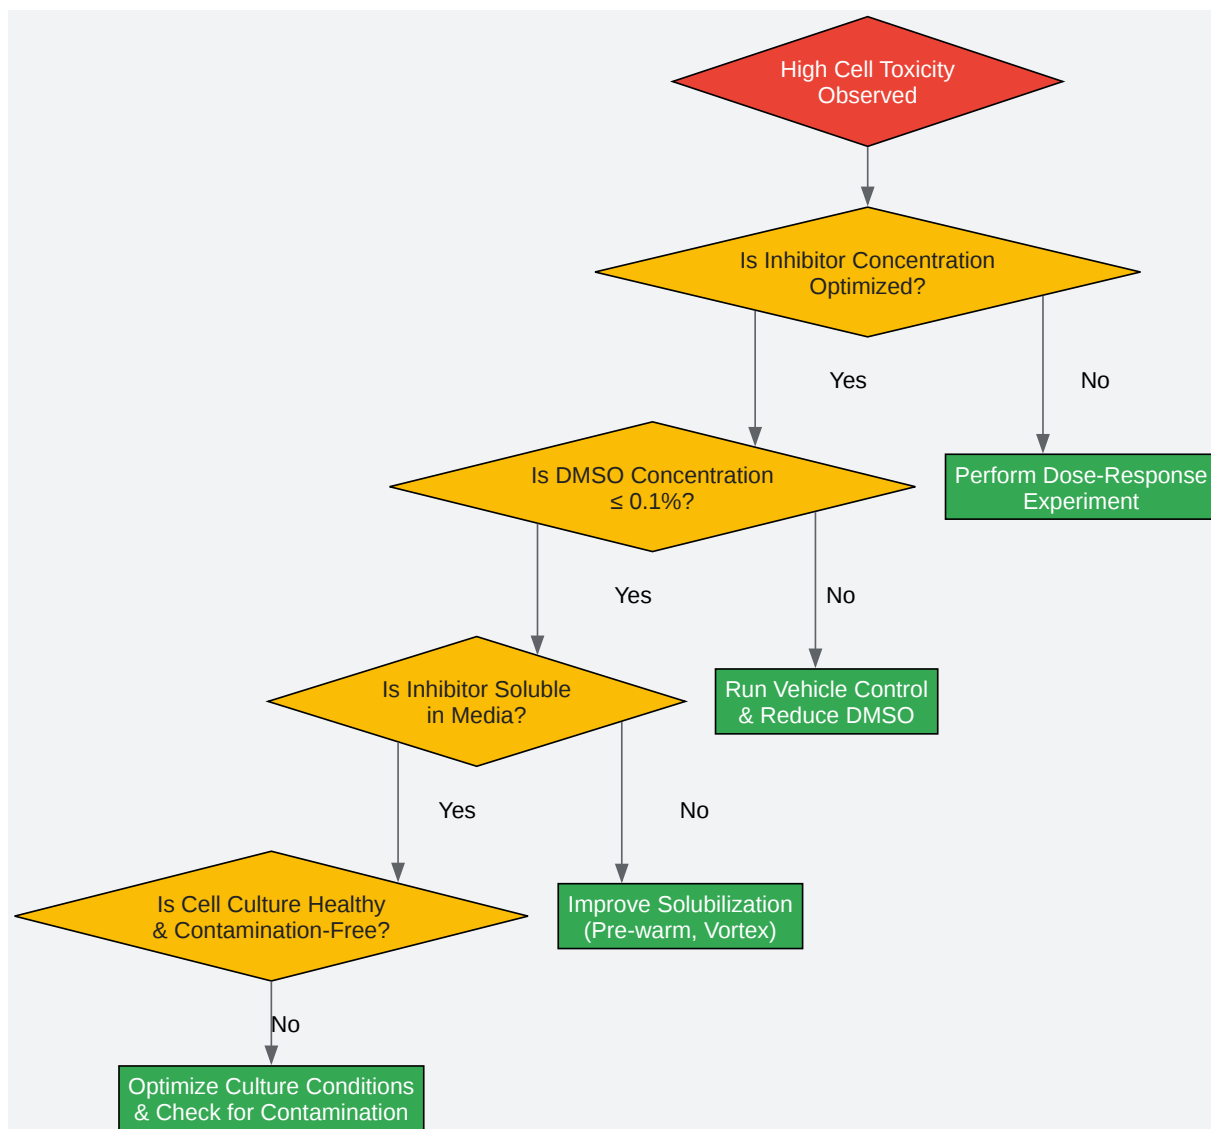 High Cell Toxicity
Observed
Is Inhibitor Concentration
Optimized?
Yes
No
Is DMSO Concentration
≤ 0.1%?
Perform Dose-Response
Experiment
Yes
No
Is Inhibitor Soluble
in Media?
Run Vehicle Control
& Reduce DMSO
Yes
No
Is Cell Culture Healthy
& Contamination-Free?
Improve Solubilization
(Pre-warm, Vortex)
No
Optimize Culture Conditions
& Check for Contamination